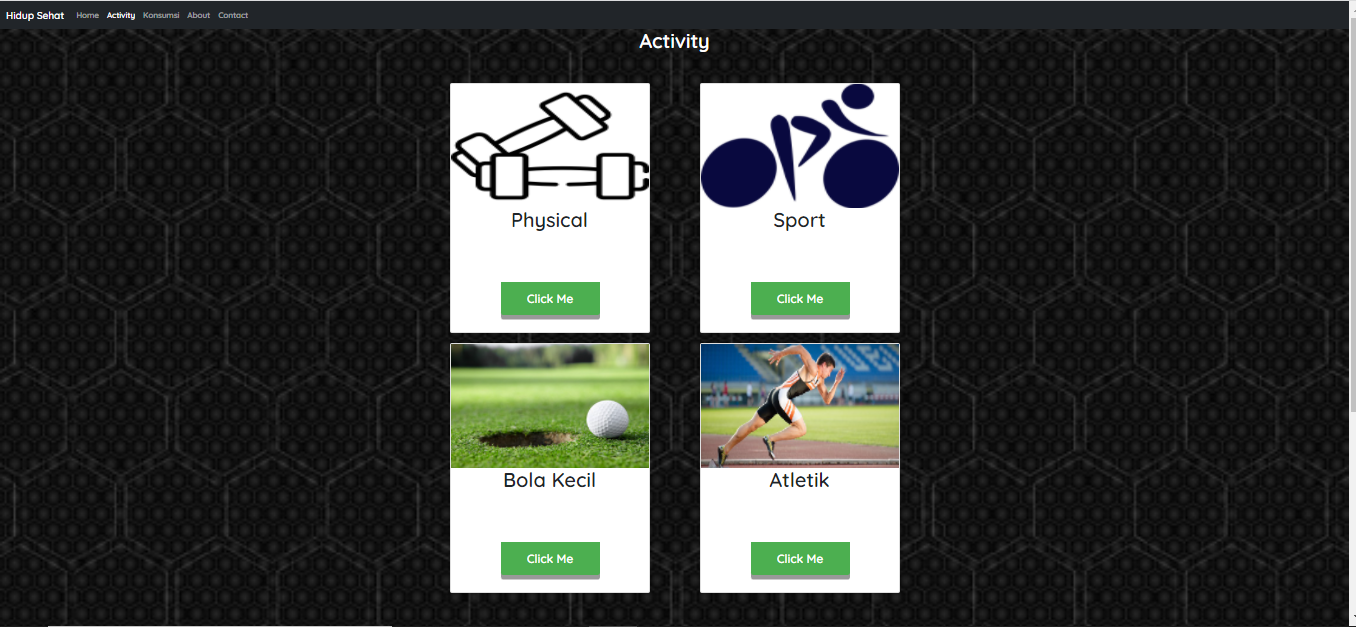 Hidup Sehat Home Activity Konsumsi About Contact
Activity
Physical
Sport
Click Me
Click Me
Bola Kecil
Atletik
Click Me
Click Me